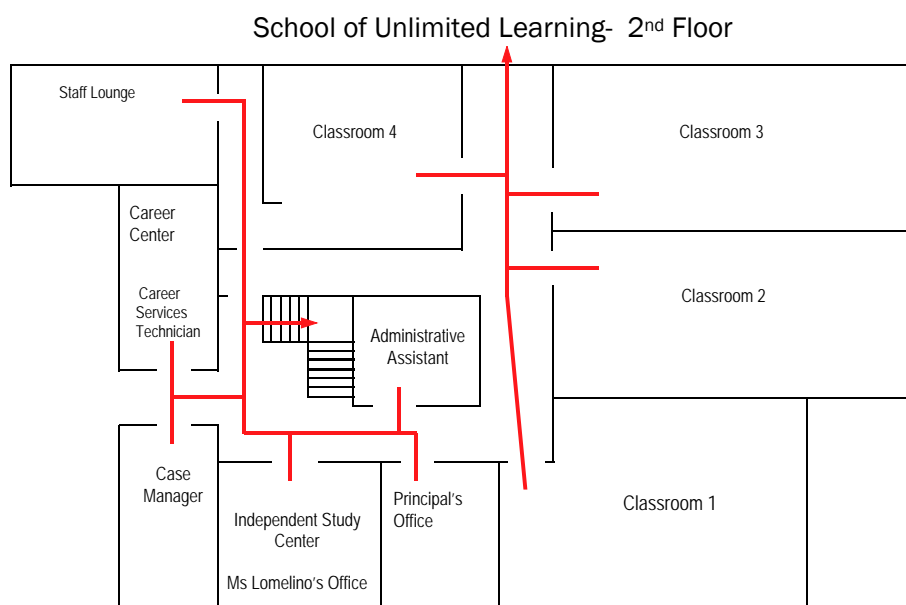 School of Unlimited Learning- 2nd Floor
Staff Lounge
Classroom 4
Classroom 3
Career
Center
Career
Services
Technician
Classroom 2
Administrative
Assistant
Case
Manager
Independent Study
Center
Ms Lomelino's Office
Principal's
Office
Classroom 1